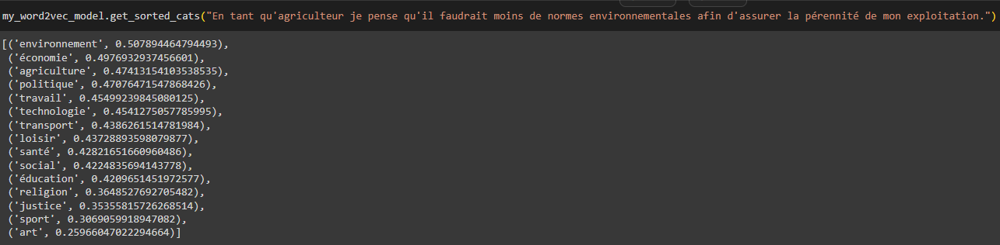 my_word2vec_model.get_sorted_cats("En tant qu'agriculteur je pense qu'il faudrait moins de normes environnementales afin d'assurer la pérennité de mon exploitation.")
[('environnement', 0.507894464794493),
('économie', 0.4976932937456601),
('agriculture', 0.47413154103538535),
('politique', 0.47076471547868426),
('travail', 0.45499239845080125),
('technologie', 0.4541275057785995),
('transport', 0.4386261514781984),
('loisir', 0.43728893598079877),
('santé', 0.42821651660960486),
('social', 0.4224835694143778),
('éducation', 0.4209651451972577),
('religion', 0.3648527692705482),
('justice', 0.35355815726268514),
('sport', 0.3069059918947082),
('art', 0.25966047022294664)]